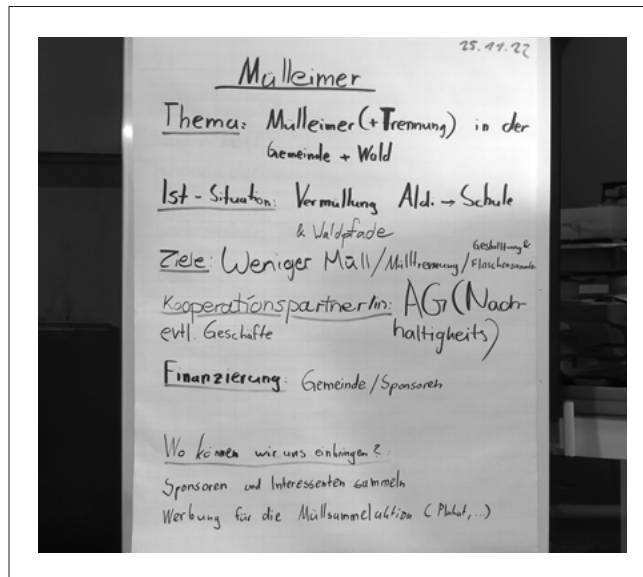 25.11.22
Mülleimer
Thema: Mülleimer (+Trennung) in der
Gemeinde + Wald
Ist-Situation: Vermüllung Aldi → Schule
& Waldpfade
Ziele: Weniger Müll / Mülltrennung / Gestaltung &
Flaschensammler
Kooperationspartner/in: AG (Nach-
evtl. Geschäfte haltigkeits)
Finanzierung: Gemeinde / Sponsoren
Wo können wir uns einbringen?:
Sponsoren und Interessenten sammeln
Werbung für die Müllsammelaktion (Plakat, ...)